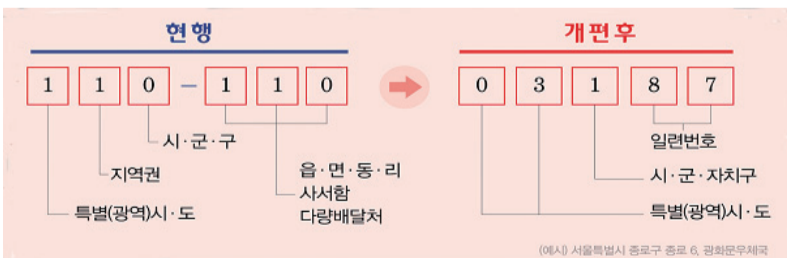 현행
개편후
1 1 0 - 1 1 0
0 3 1 8 7
시·군·구
지역권
특별(광역)시·도
읍·면·동·리
사서함
다량배달처
일련번호
시·군·자치구
특별(광역)시·도
(예시) 서울특별시 종로구 종로 6, 광화문우체국